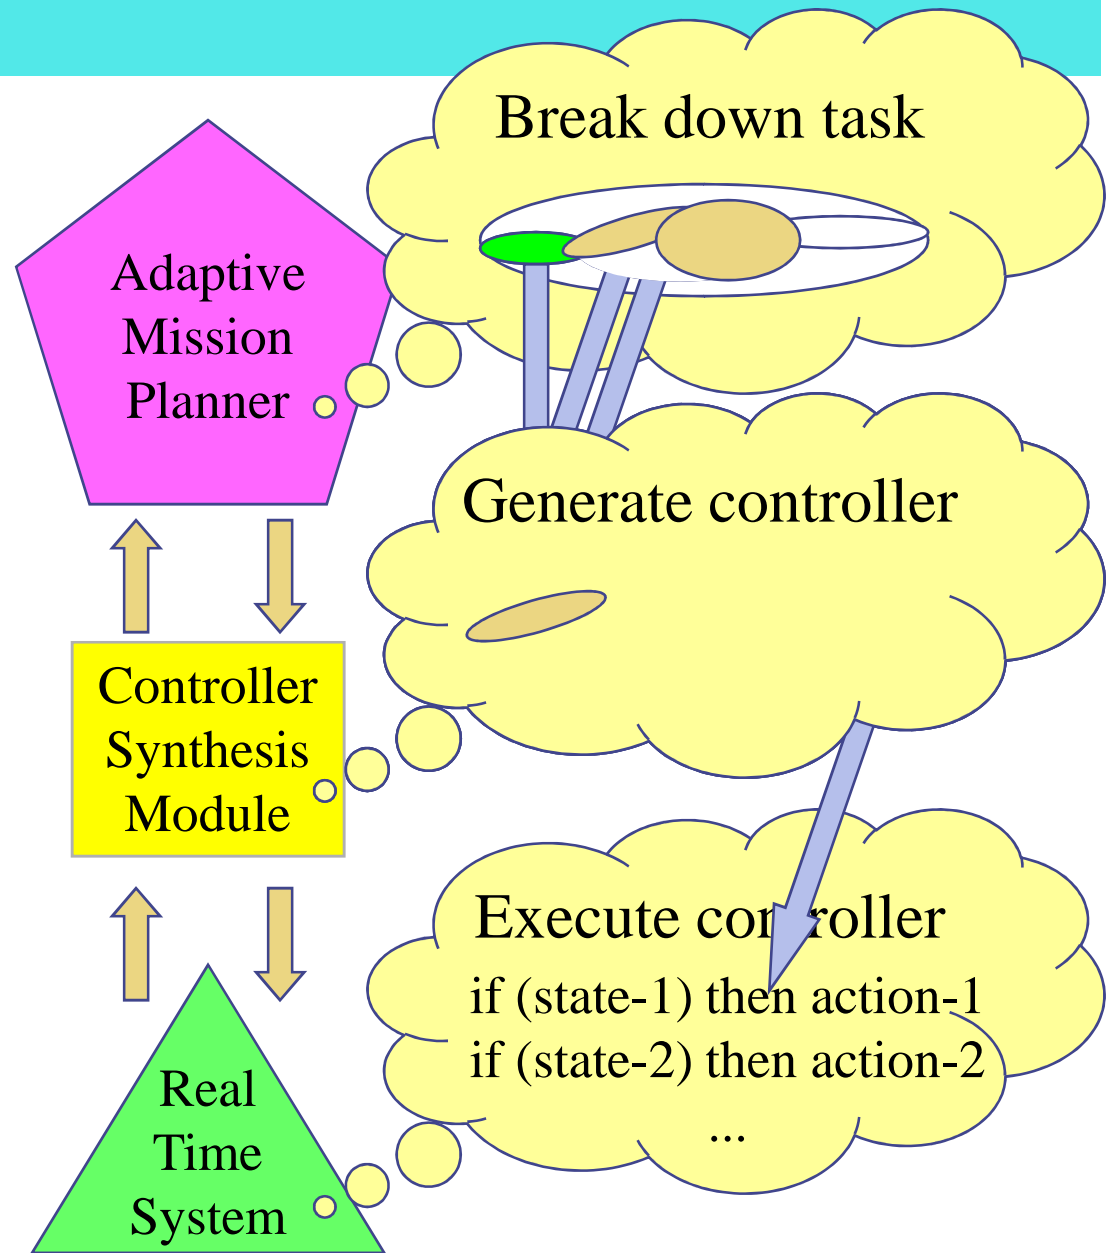 Break down task
Adaptive
Mission
Planner
Generate controller
Controller
Synthesis
Module
Execute controller
if (state-1) then action-1
if (state-2) then action-2
...
Real
Time
System